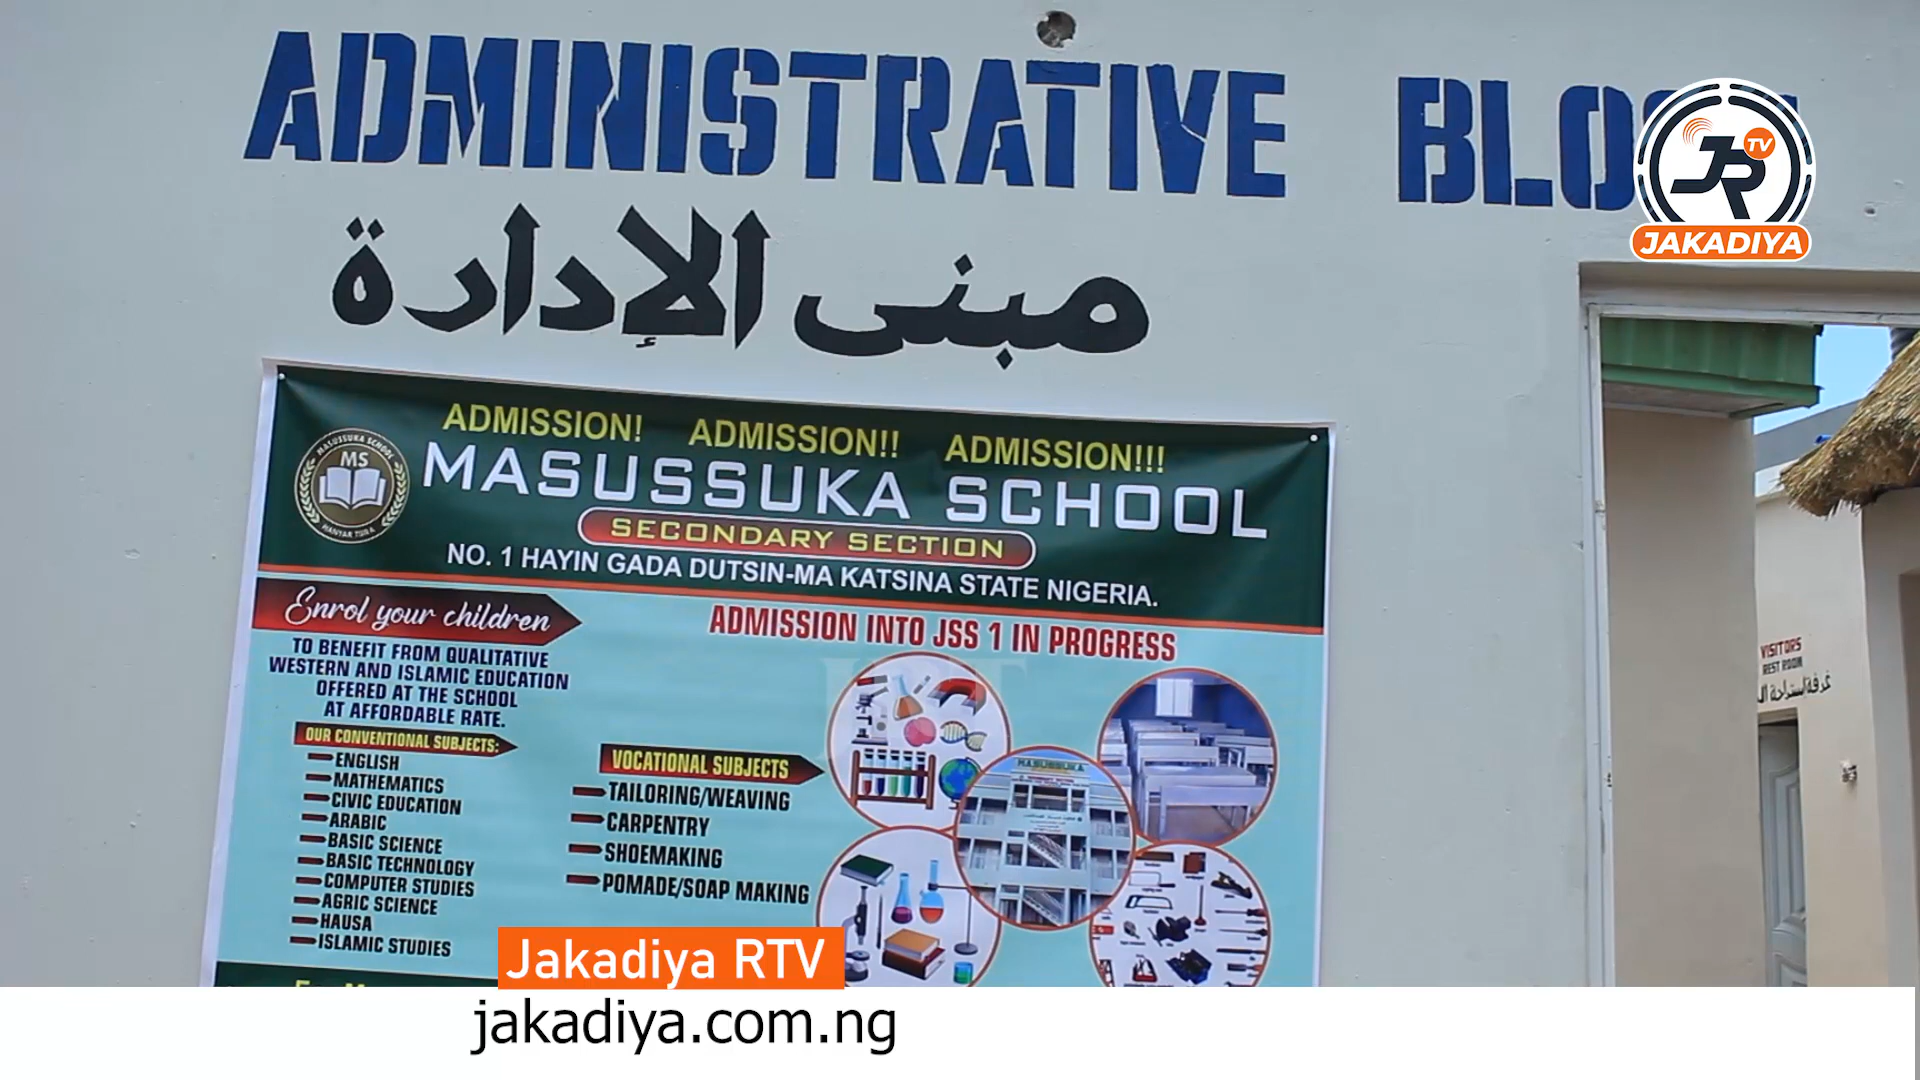 ADMINISTRATIVE BLO
JR TV
JAKADIYA
مبنى الإدارة
ADMISSION! ADMISSION!! ADMISSION!!!
MASUSSUKA SCHOOL
MS
MASUSSUKA SCHOOL
SECONDARY SECTION
NO. 1 HAYIN GADA DUTSIN-MA KATSINA STATE NIGERIA.
Enrol your children
TO BENEFIT FROM QUALITATIVE
WESTERN AND ISLAMIC EDUCATION
OFFERED AT THE SCHOOL
AT AFFORDABLE RATE.
ADMISSION INTO JSS 1 IN PROGRESS
OUR CONVENTIONAL SUBJECTS:
ENGLISH
MATHEMATICS
CIVIC EDUCATION
ARABIC
BASIC SCIENCE
BASIC TECHNOLOGY
COMPUTER STUDIES
AGRIC SCIENCE
HAUSA
ISLAMIC STUDIES
VOCATIONAL SUBJECTS
TAILORING/WEAVING
CARPENTRY
SHOEMAKING
POMADE/SOAP MAKING
MASUSSUKA
VISITORS
REST ROOM
Jakadiya RTV
jakadiya.com.ng